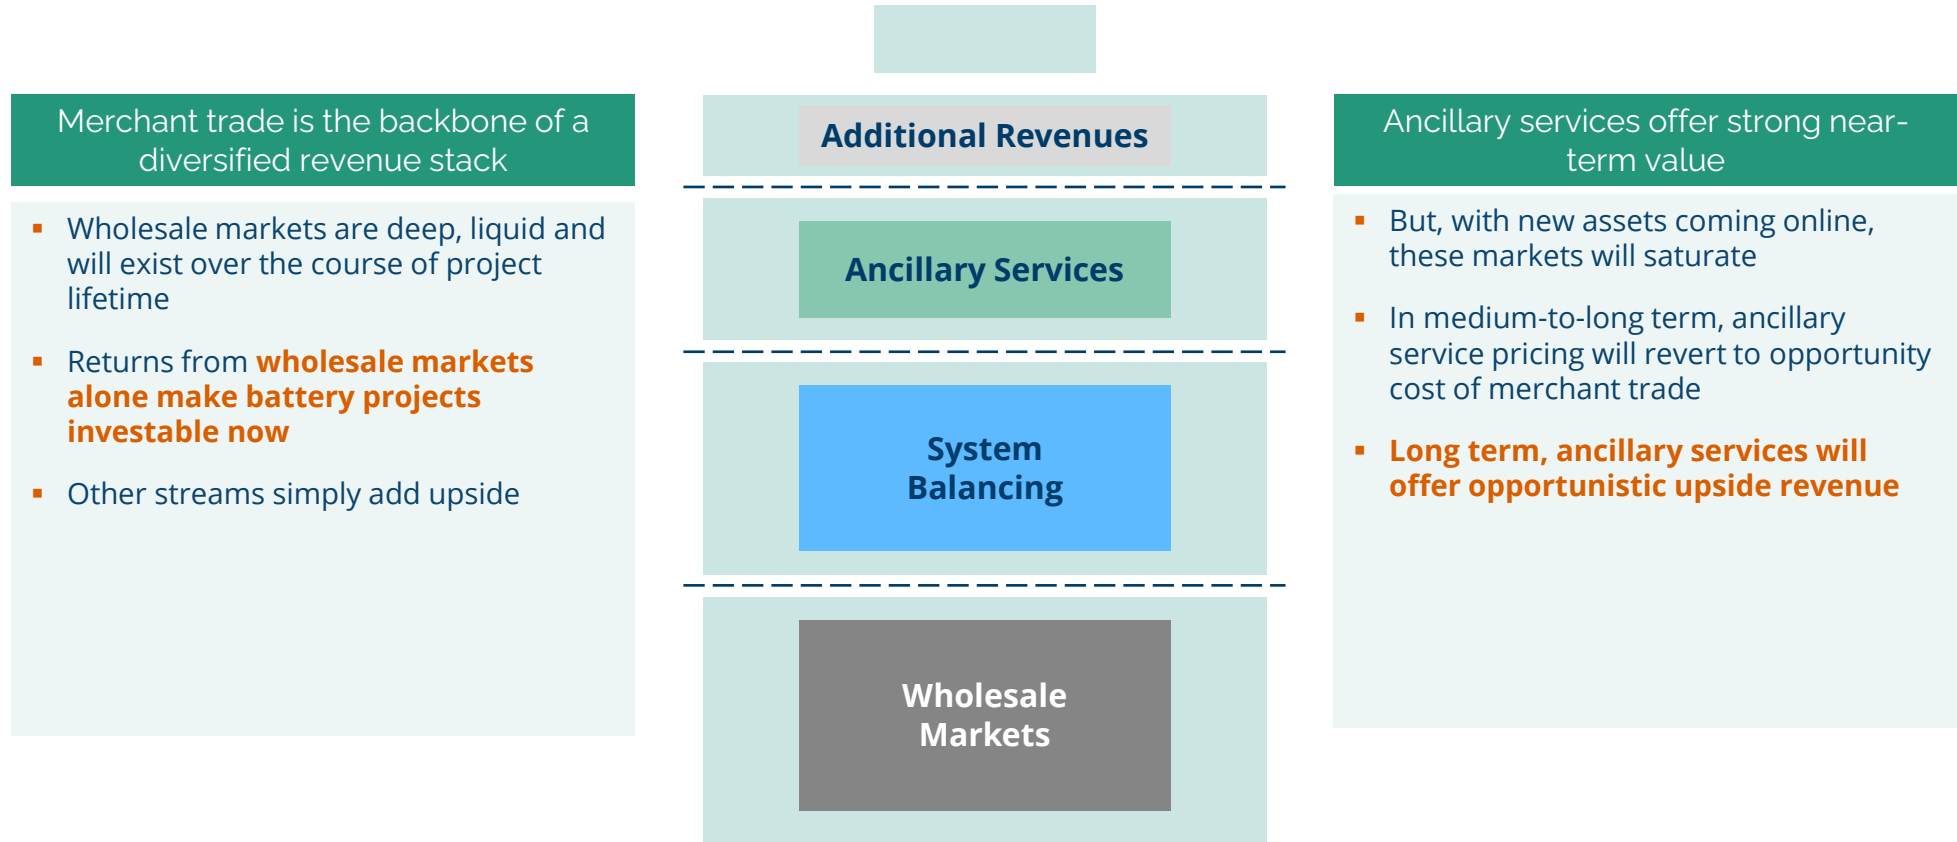 Merchant trade is the backbone of a
diversified revenue stack
▪ Wholesale markets are deep, liquid and
will exist over the course of project
lifetime
▪ Returns from wholesale markets
alone make battery projects
investable now
▪ Other streams simply add upside
Additional Revenues
Ancillary Services
System
Balancing
Wholesale
Markets
Ancillary services offer strong near-
term value
▪ But, with new assets coming online,
these markets will saturate
▪ In medium-to-long term, ancillary
service pricing will revert to opportunity
cost of merchant trade
▪ Long term, ancillary services will
offer opportunistic upside revenue